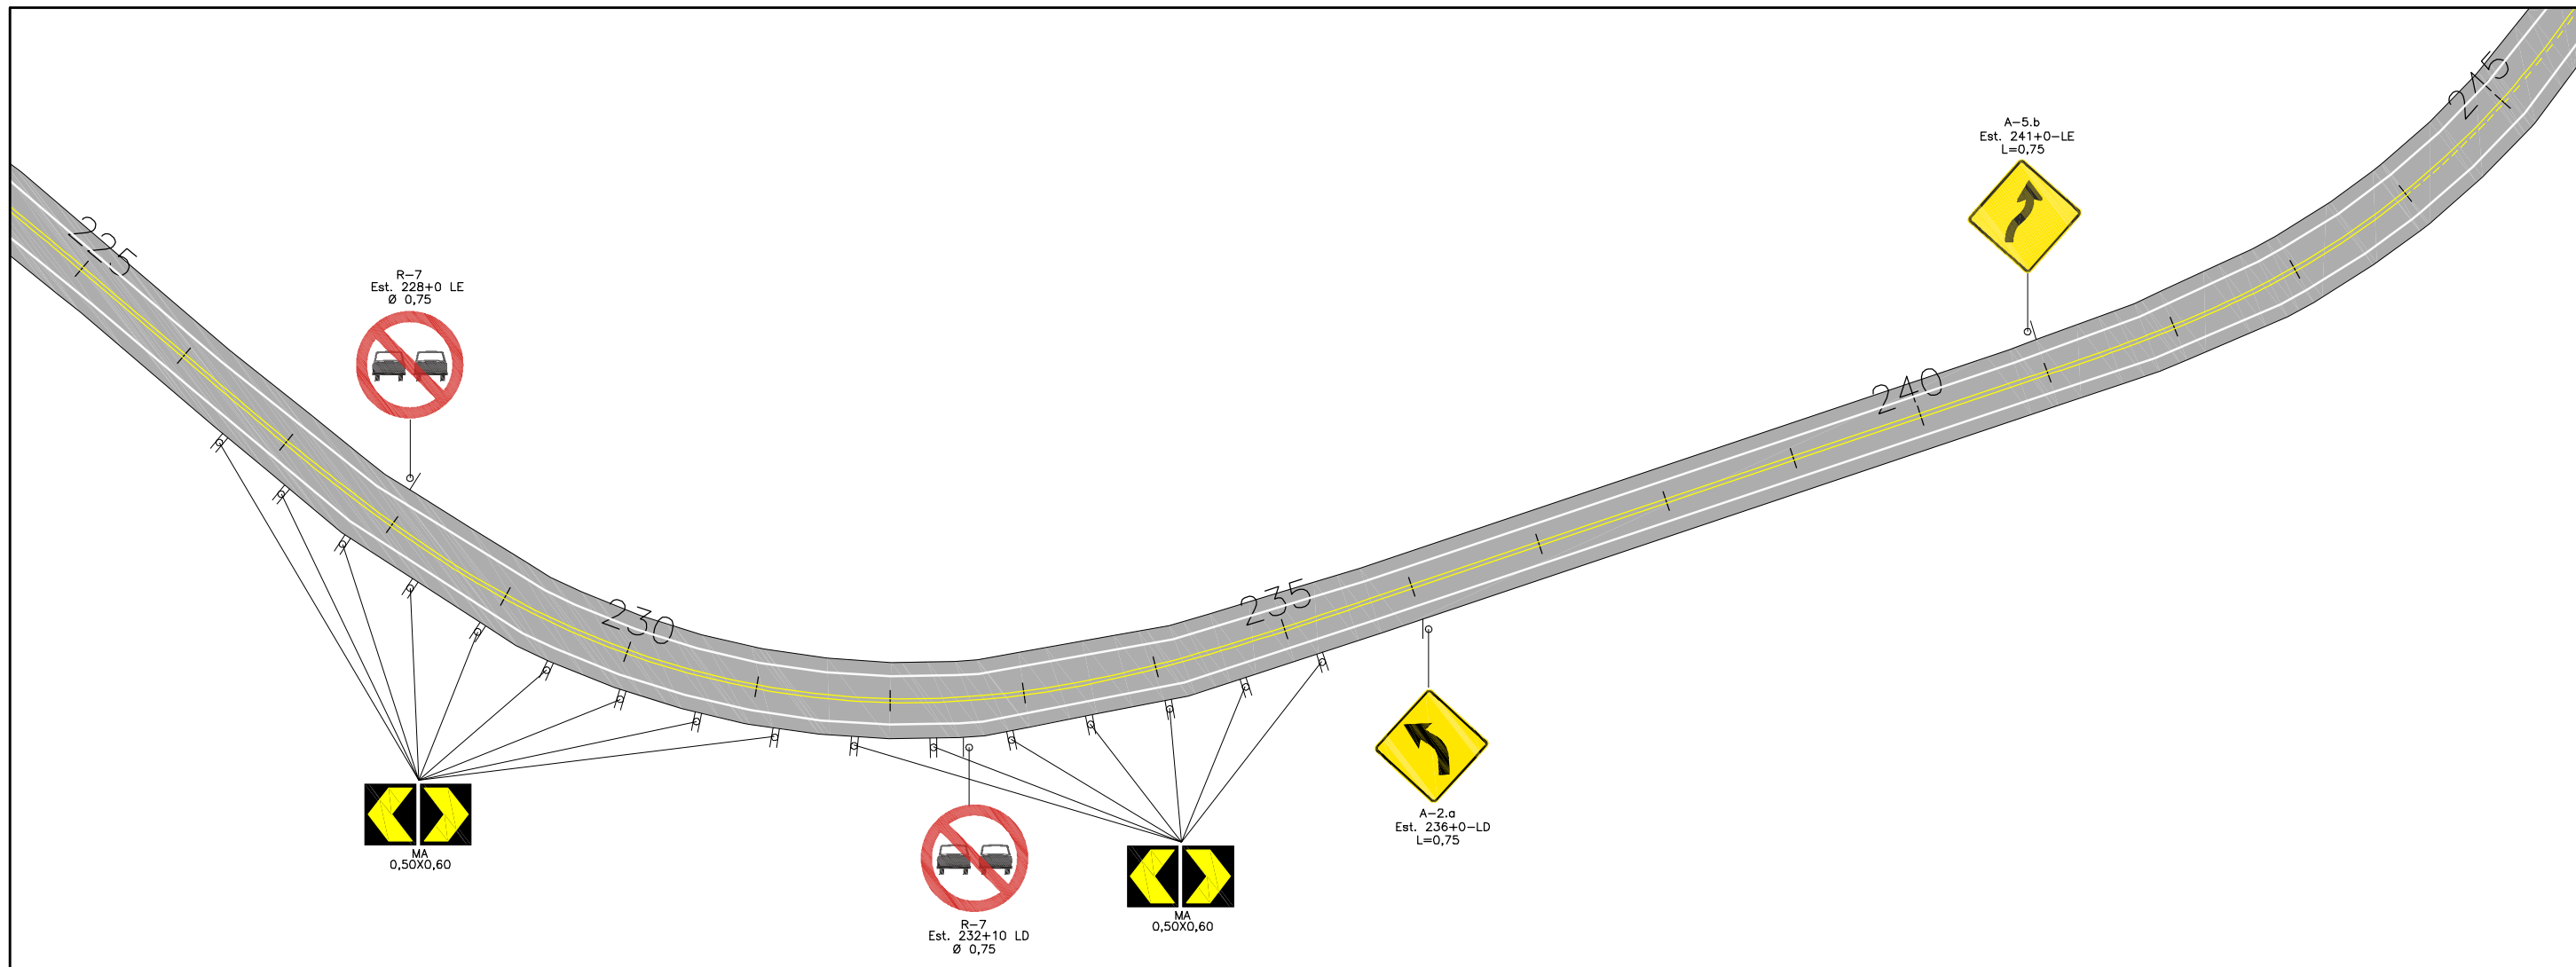 A-5.b
Est. 241+0-LE
L=0,75
245
225
R-7
Est. 228+0 LE
Ø 0,75
240
230
235
A-2.a
Est. 236+0-LD
L=0,75
MA
0,50X0,60
R-7
Est. 232+10 LD
Ø 0,75
MA
0,50X0,60